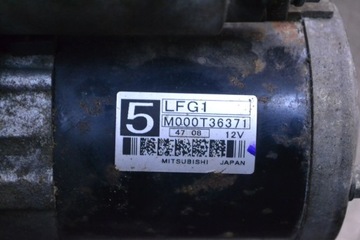 5 LFG1
M000T36371
47 08 12V
MITSUBISHI JAPAN